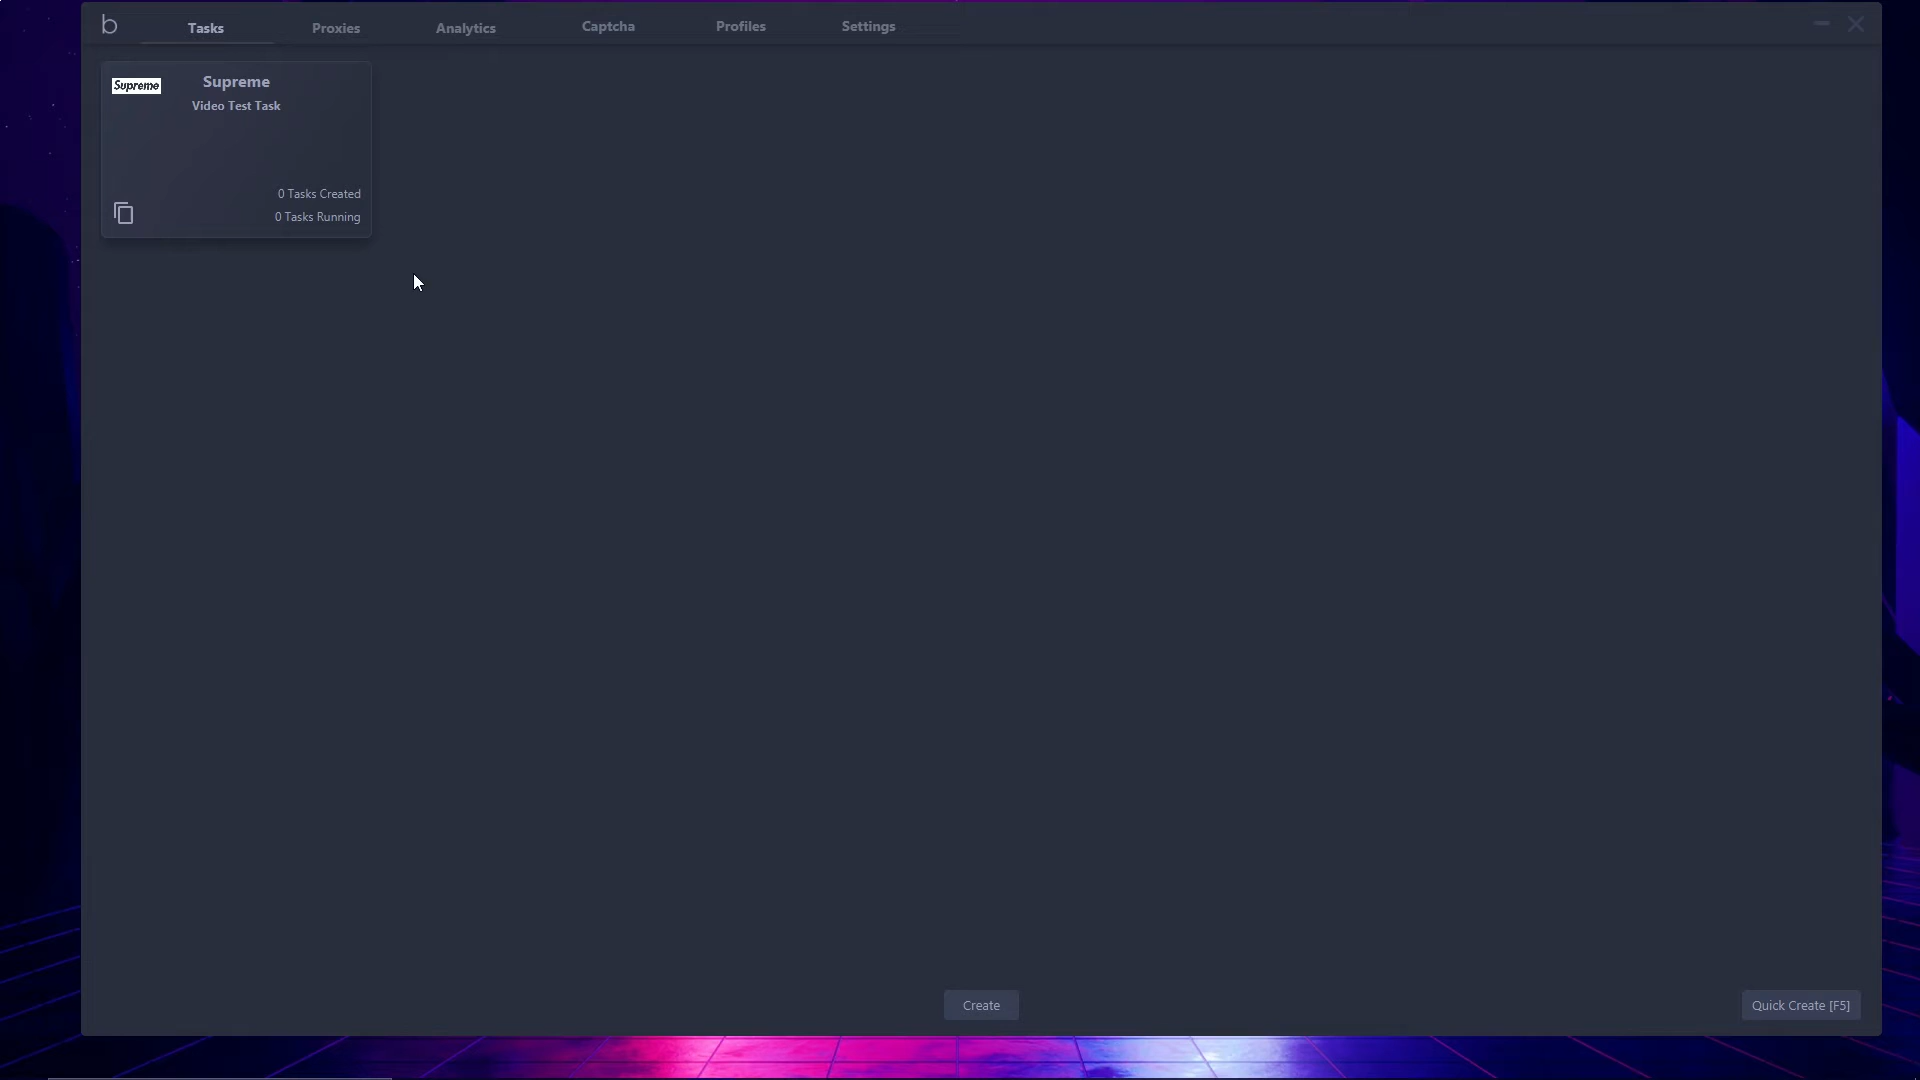 b
Tasks
Proxies
Analytics
Captcha
Profiles
Settings
Supreme
Supreme
Video Test Task
0 Tasks Created
0 Tasks Running
Create
Quick Create [F5]